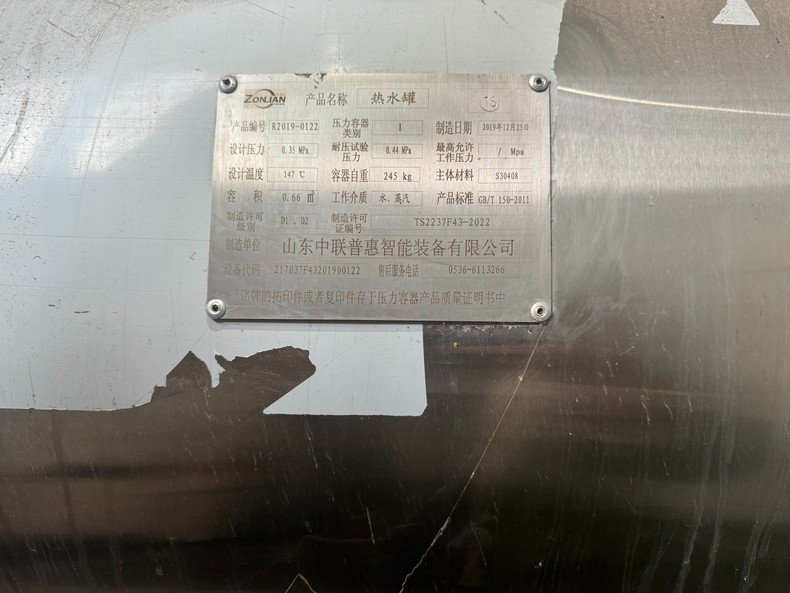 ZONJAN 产品名称 热水罐 TS
产品编号 R2019-0122 压力容器类别 I 制造日期 2019年12月25日
设计压力 0.35 MPa 耐压试验压力 0.44 MPa 最高允许工作压力 / Mpa
设计温度 147 ℃ 容器自重 245 kg 主体材料 S30408
容积 0.66 m³ 工作介质 水、蒸汽 产品标准 GB/T 150-2011
制造许可级别 D1、D2 制造许可证编号 TS2237F43-2022
制造单位 山东中联普惠智能装备有限公司
设备代码 217037F43201900122 售后服务电话 0536-6113266
铭牌的拓印件或者复印件存于压力容器产品质量证明书中